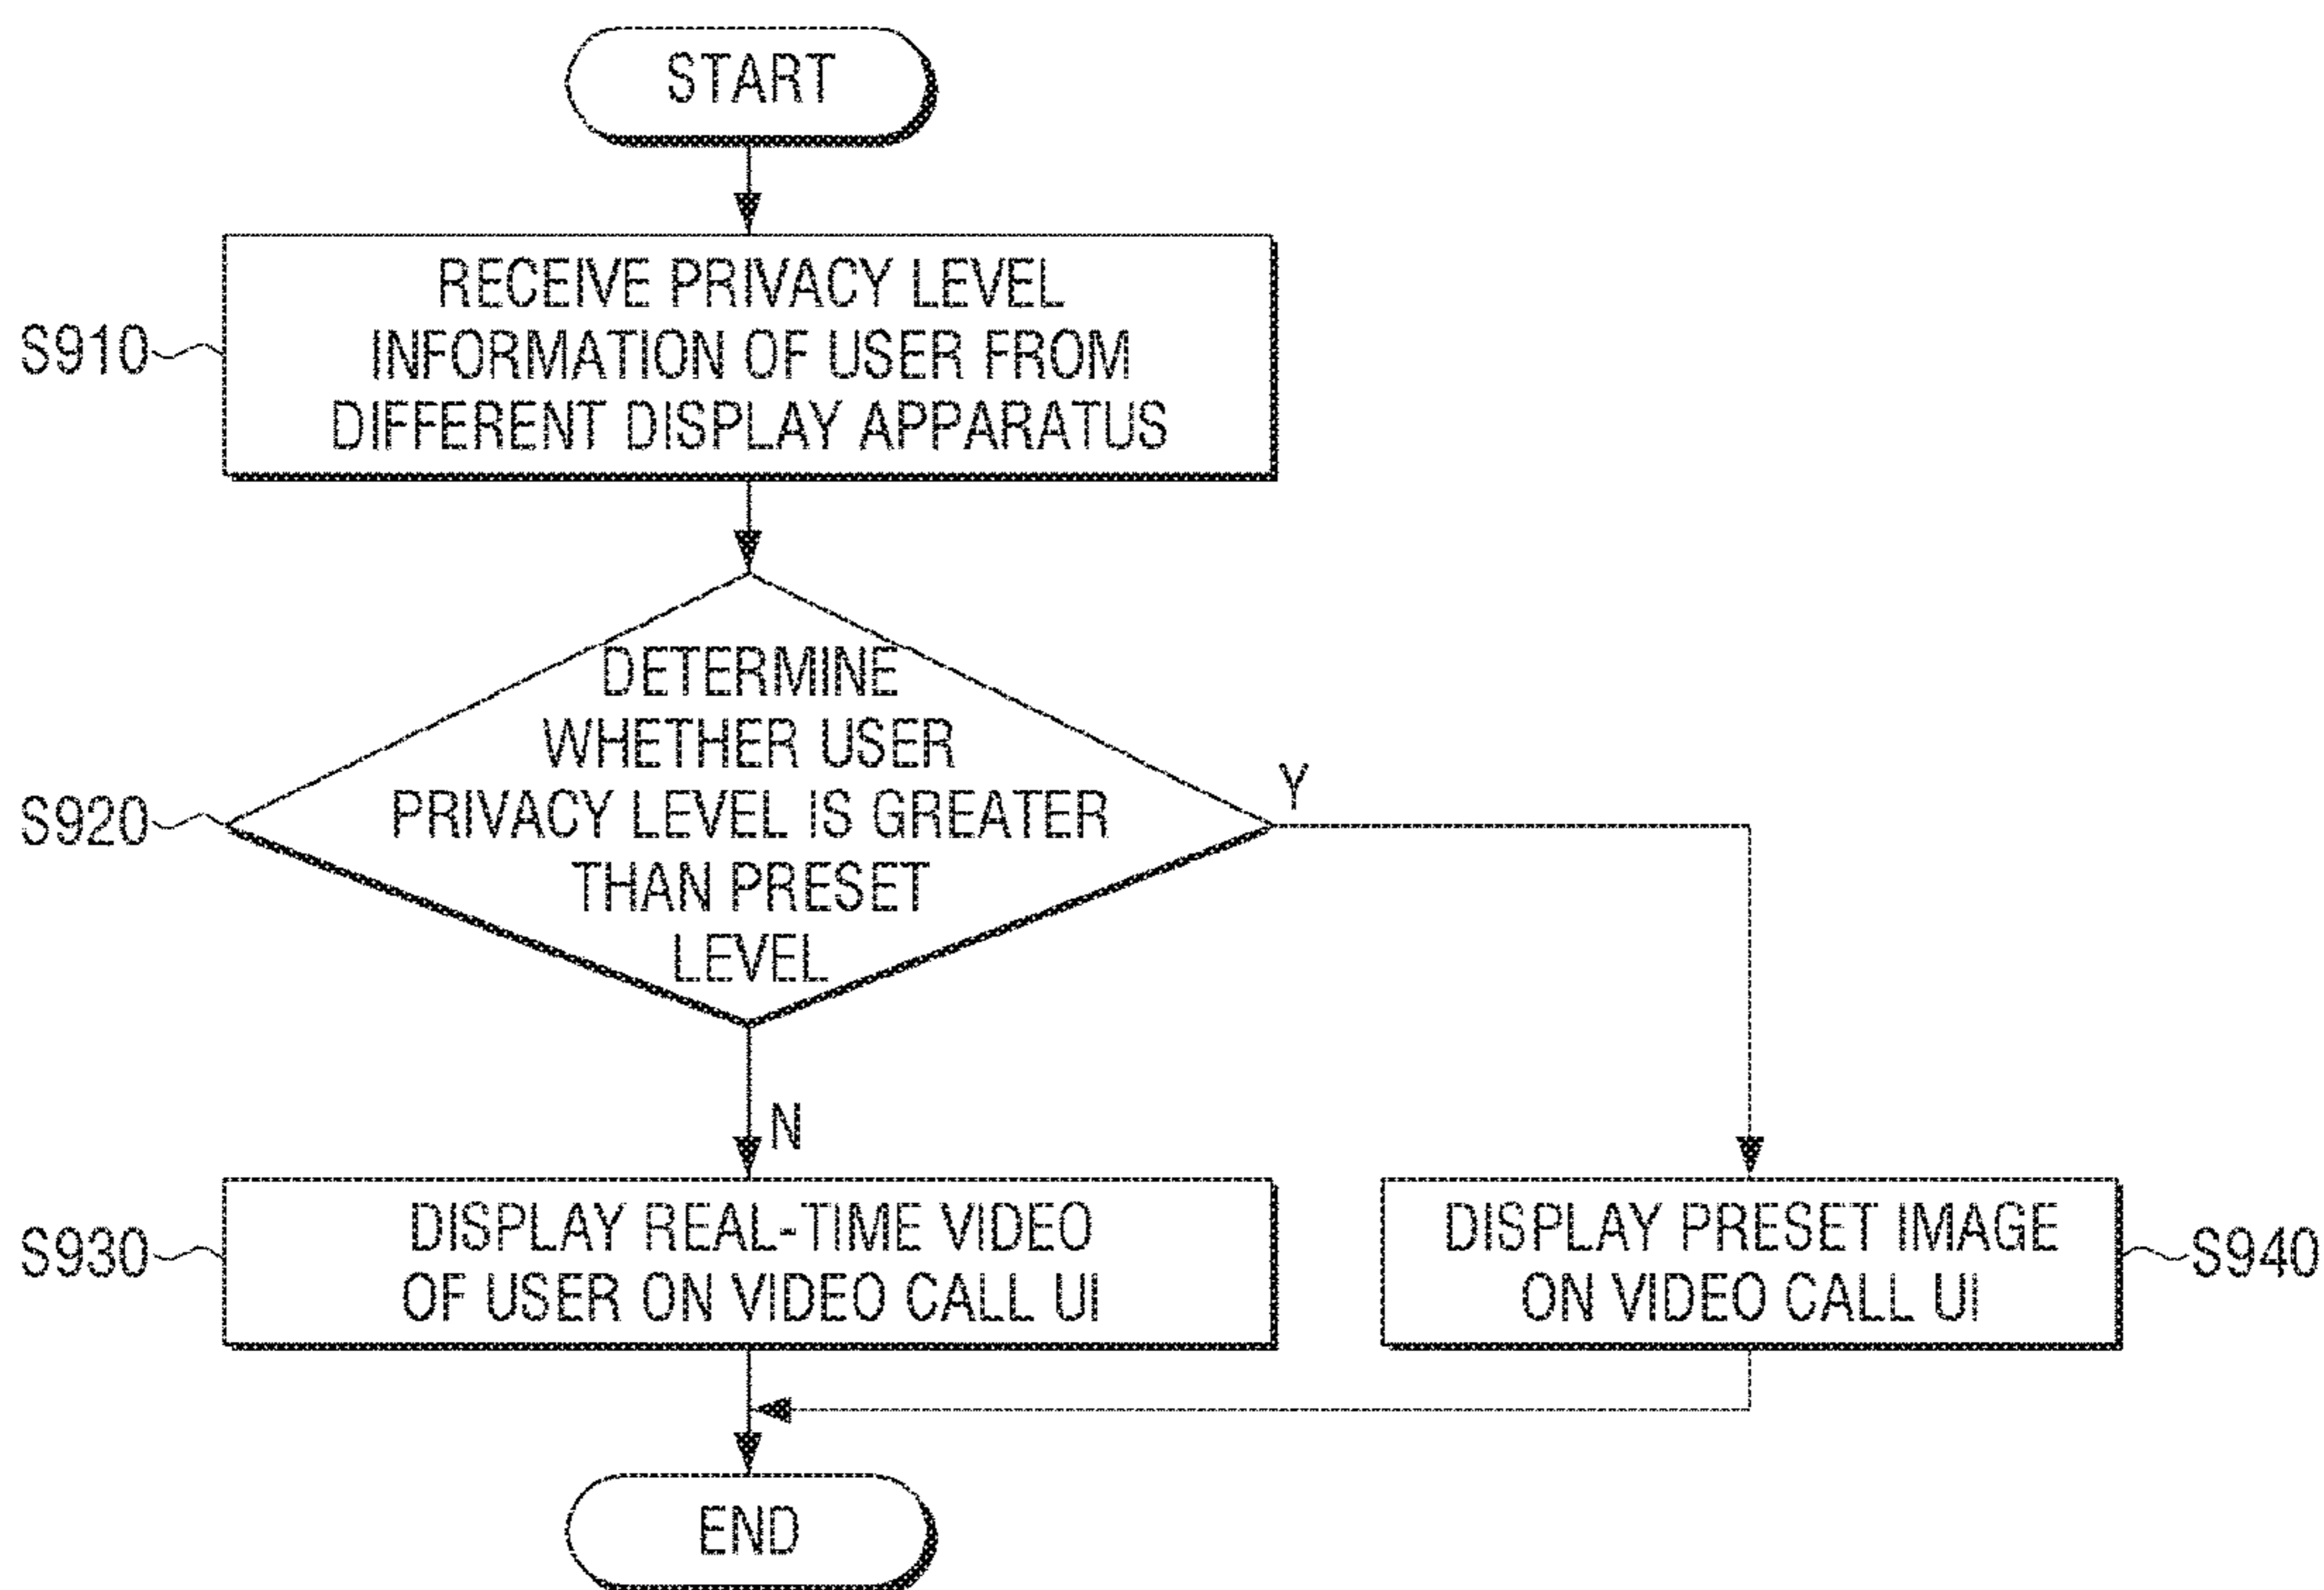 START
S910
RECEIVE PRIVACY LEVEL
INFORMATION OF USER FROM
DIFFERENT DISPLAY APPARATUS
S920
DETERMINE
WHETHER USER
PRIVACY LEVEL IS GREATER
THAN PRESET
LEVEL
Y
N
S930
DISPLAY REAL-TIME VIDEO
OF USER ON VIDEO CALL UI
DISPLAY PRESET IMAGE
ON VIDEO CALL UI
S940
END